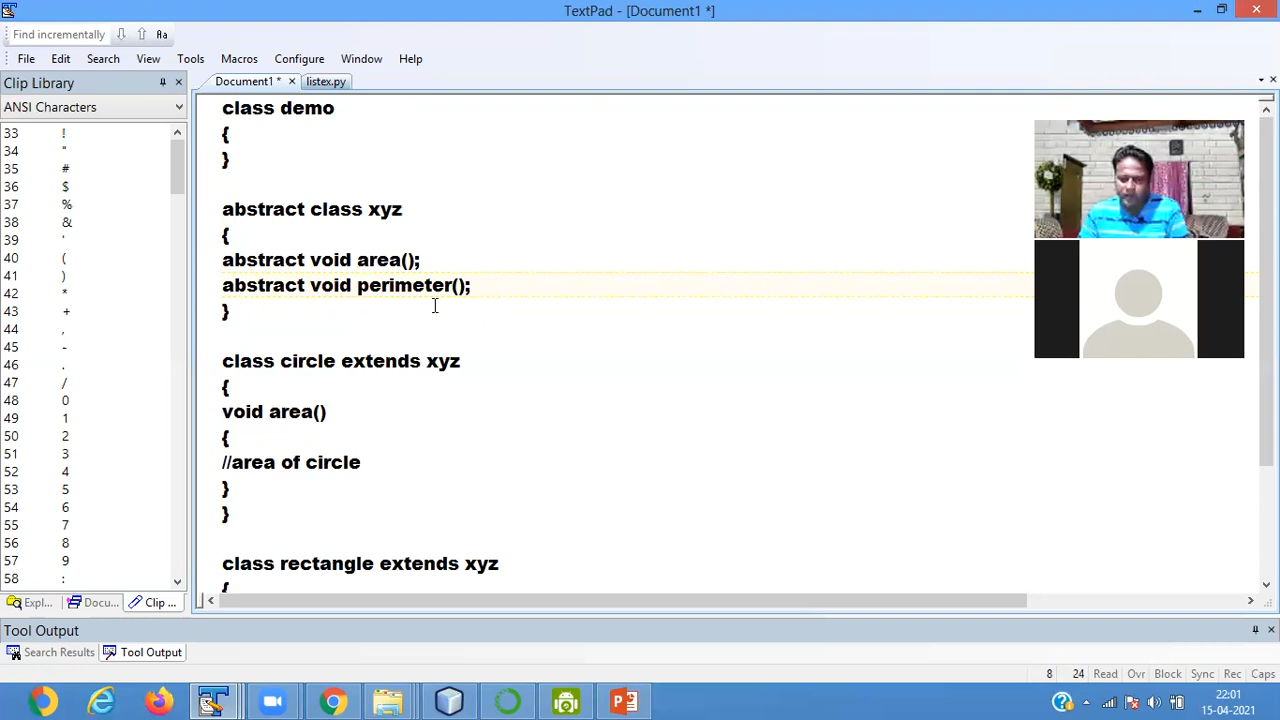 TextPad - [Document1 *]
Find incrementally
Aa
File Edit Search View Tools Macros Configure Window Help
Clip Library
Document1 * listex.py
ANSI Characters
33 !
34 "
35 #
36 $
37 %
38 &
39 '
40 (
41 )
42 *
43 +
44 ,
45 -
46 .
47 /
48 0
49 1
50 2
51 3
52 4
53 5
54 6
55 7
56 8
57 9
58 :
class demo
{
}
abstract class xyz
{
abstract void area();
abstract void perimeter();
}
class circle extends xyz
{
void area()
{
//area of circle
}
}
class rectangle extends xyz
{
Expl... Docu... Clip ...
Tool Output
Search Results Tool Output
8 24 Read Ovr Block Sync Rec Caps
22:01
15-04-2021